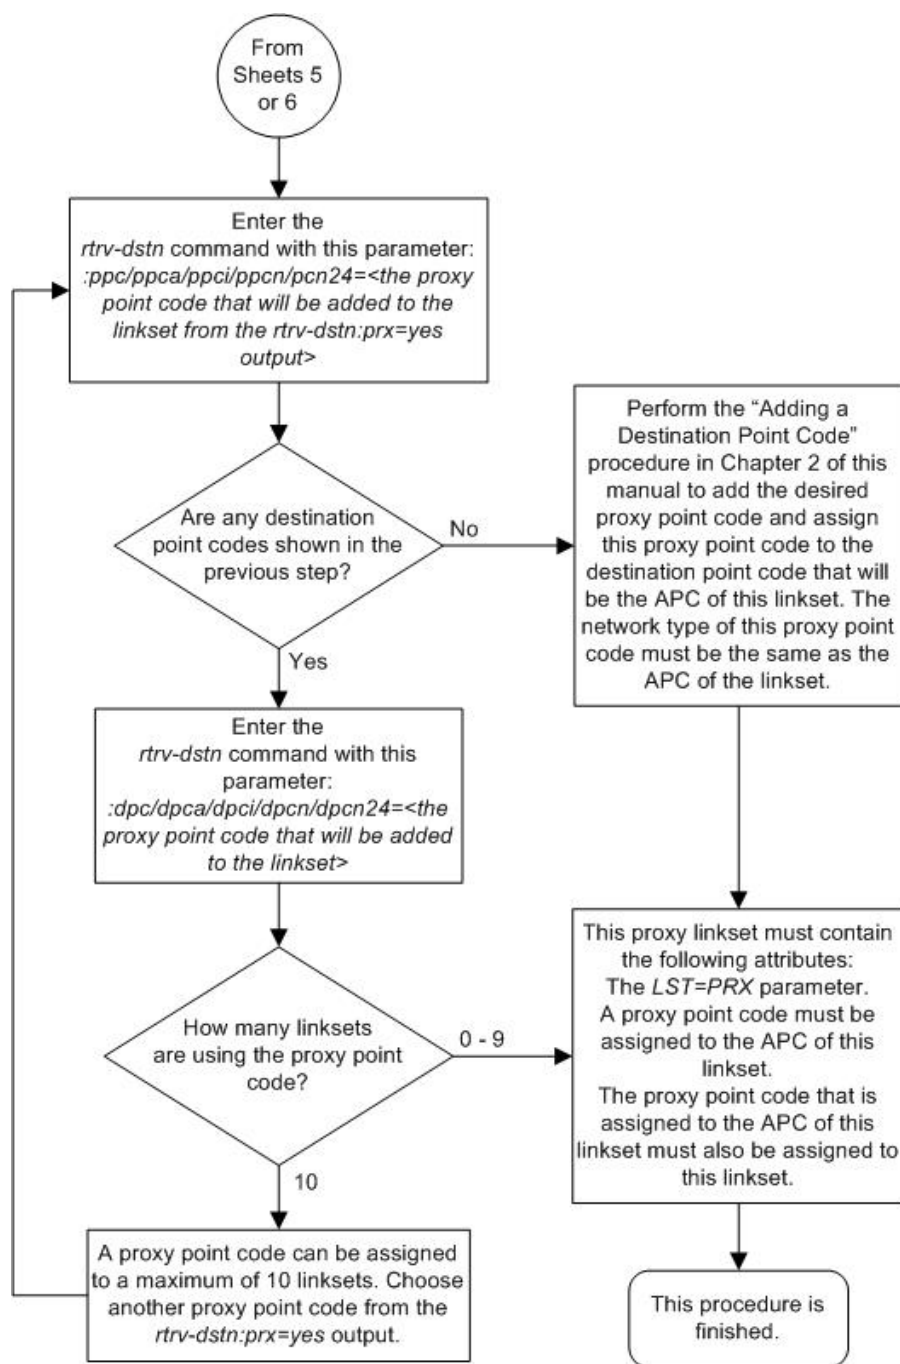 From
Sheets 5
or 6
Enter the
rtrv-dstn command with this parameter:
:ppc/ppca/ppci/ppcn/pcn24=<the proxy
point code that will be added to the
linkset from the rtrv-dstn:prx=yes
output>
Are any destination
point codes shown in the
previous step?
No
Perform the “Adding a
Destination Point Code”
procedure in Chapter 2 of this
manual to add the desired
proxy point code and assign
this proxy point code to the
destination point code that will
be the APC of this linkset. The
network type of this proxy point
code must be the same as the
APC of the linkset.
Yes
Enter the
rtrv-dstn command with this
parameter:
:dpc/dpca/dpci/dpcn/dpcn24=<the
proxy point code that will be added
to the linkset>
How many linksets
are using the proxy point
code?
0 - 9
This proxy linkset must contain
the following attributes:
The LST=PRX parameter.
A proxy point code must be
assigned to the APC of this
linkset.
The proxy point code that is
assigned to the APC of this
linkset must also be assigned to
this linkset.
10
A proxy point code can be assigned
to a maximum of 10 linksets. Choose
another proxy point code from the
rtrv-dstn:prx=yes output.
This procedure is
finished.